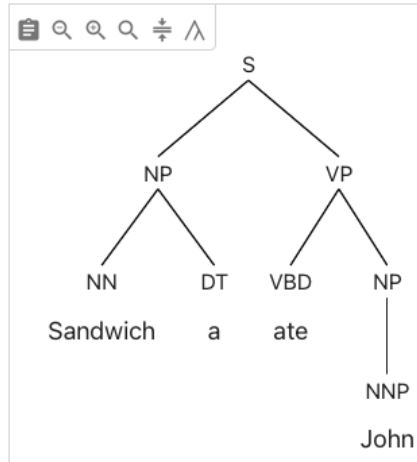 S
NP VP
NN DT VBD NP
Sandwich a ate
NNP
John